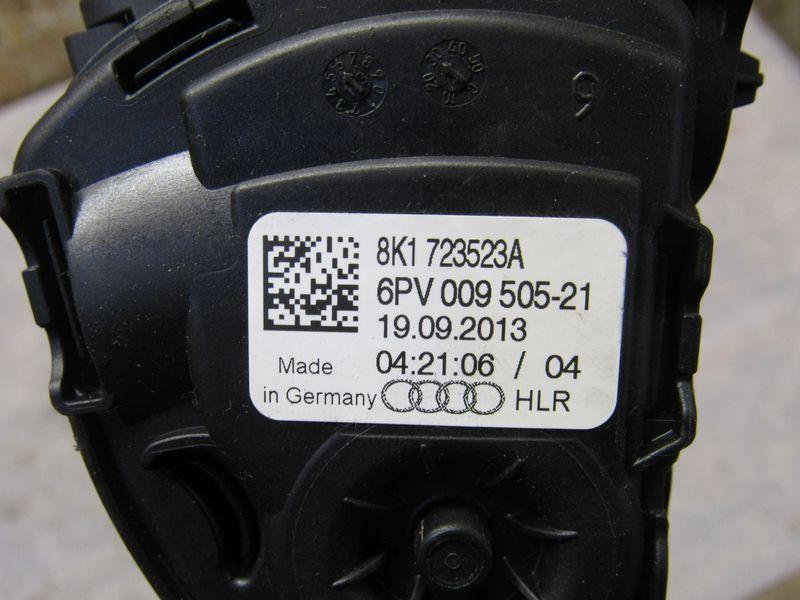 8K1 723523A
6PV 009 505-21
19.09.2013
04:21:06 / 04
Made
in Germany
HLR